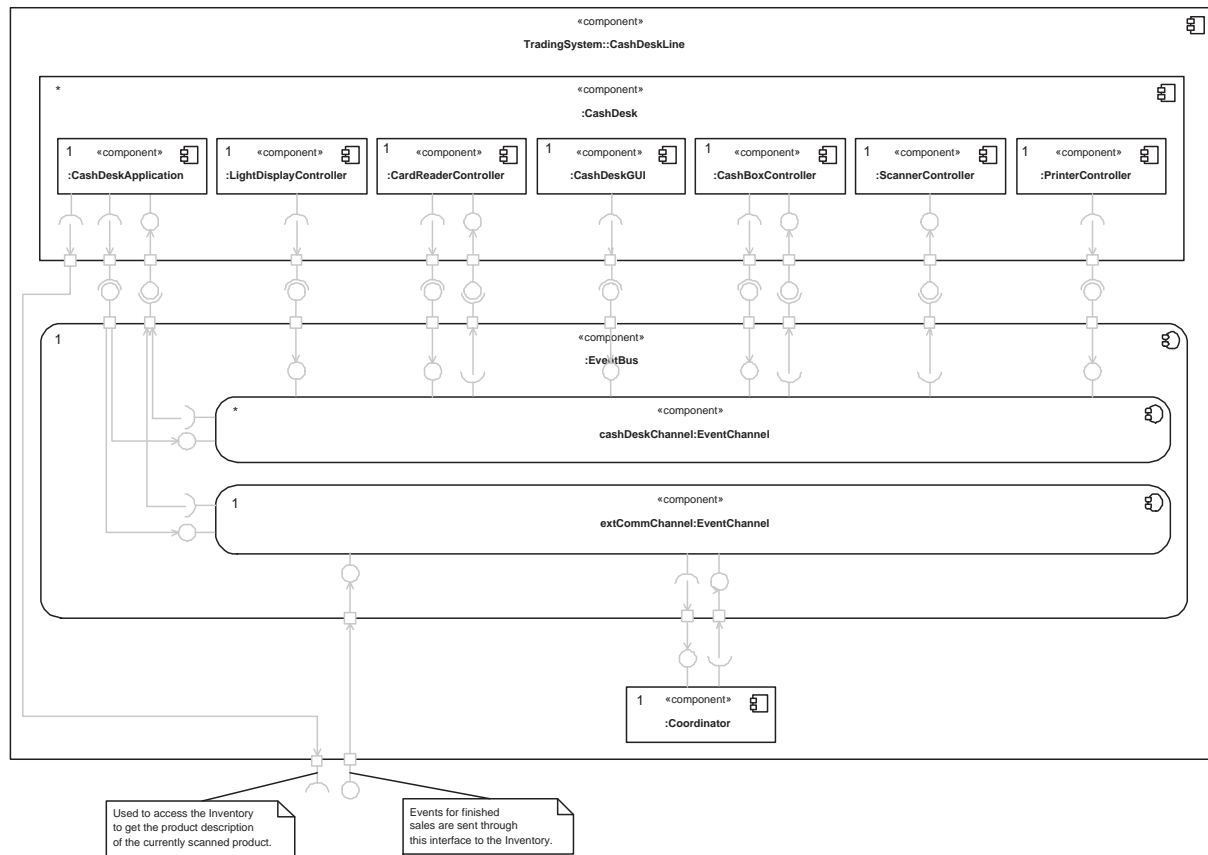 «component»
TradingSystem::CashDeskLine
* «component»
:CashDesk
1 «component» 1 «component» 1 «component» 1 «component» 1 «component» 1 «component» 1 «component»
:CashDeskApplication :LightDisplayController :CardReaderController :CashDeskGUI :CashBoxController :ScannerController :PrinterController
1 «component»
:EventBus
* «component»
cashDeskChannel:EventChannel
1 «component»
extCommChannel:EventChannel
1 «component»
:Coordinator
Used to access the Inventory
to get the product description
of the currently scanned product.
Events for finished
sales are sent through
this interface to the Inventory.